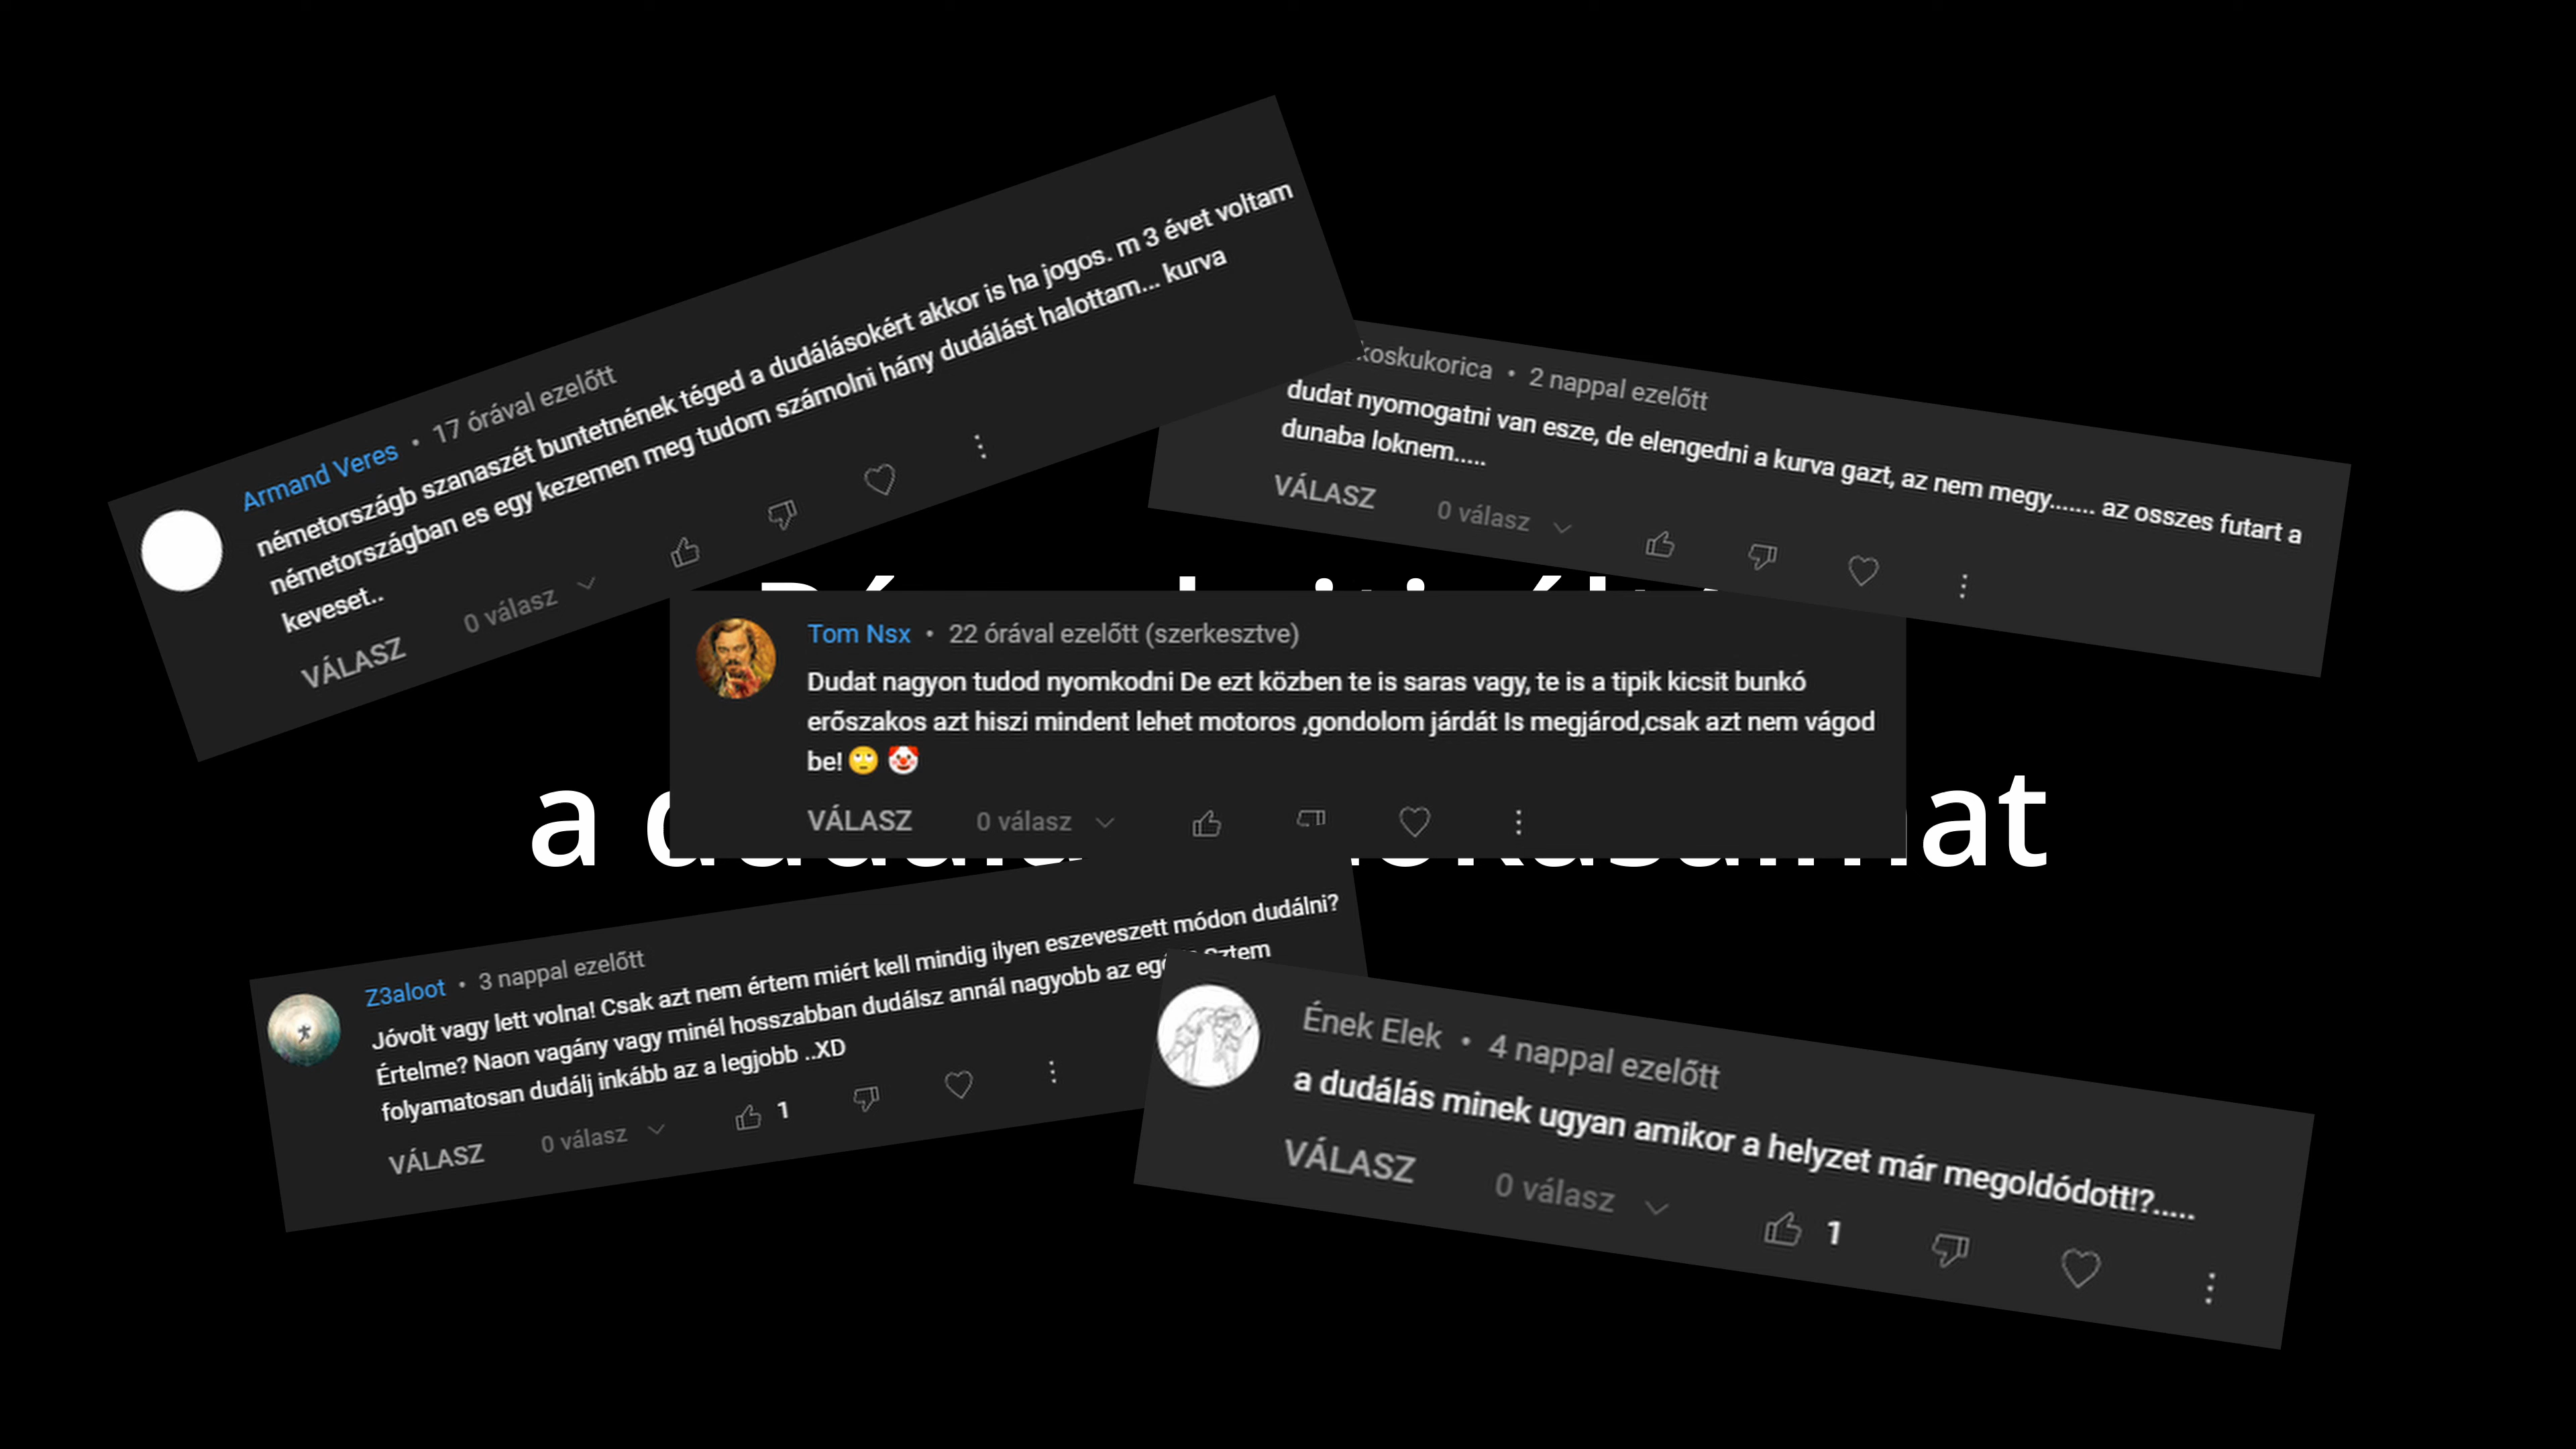 Armand Veres • 17 órával ezelőtt
németországb szanaszét buntetnének téged a dudálásokért akkor is ha jogos. m 3 évet voltam
németországban es egy kezemen meg tudom számolni hány dudálást halottam... kurva
keveset..
VÁLASZ 0 válasz
koskukorica • 2 nappal ezelőtt
dudat nyomogatni van esze, de elengedni a kurva gazt, az nem megy....... az osszes futart a
dunaba loknem.....
VÁLASZ 0 válasz
Tom Nsx • 22 órával ezelőtt (szerkesztve)
Dudat nagyon tudod nyomkodni De ezt közben te is saras vagy, te is a tipik kicsit bunkó
erőszakos azt hiszi mindent lehet motoros ,gondolom járdát Is megjárod,csak azt nem vágod
be! 🙄 🤡
VÁLASZ 0 válasz
a
Z3aloot • 3 nappal ezelőtt
Jóvolt vagy lett volna! Csak azt nem értem miért kell mindig ilyen eszeveszett módon dudálni?
Értelme? Naon vagány vagy minél hosszabban dudálsz annál nagyobb az
folyamatosan dudálj inkább az a legjobb ..XD
VÁLASZ 0 válasz 1
Ének Elek • 4 nappal ezelőtt
a dudálás minek ugyan amikor a helyzet már megoldódott!?.....
VÁLASZ 0 válasz 1